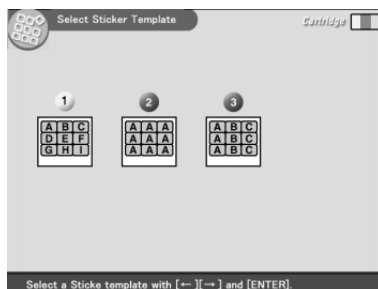 Select Sticker Template
Cartridge
1 2 3
A B C A A A A B C
D E F A A A A B C
G H I A A A A B C
Select a Sticke template with [←][→] and [ENTER].